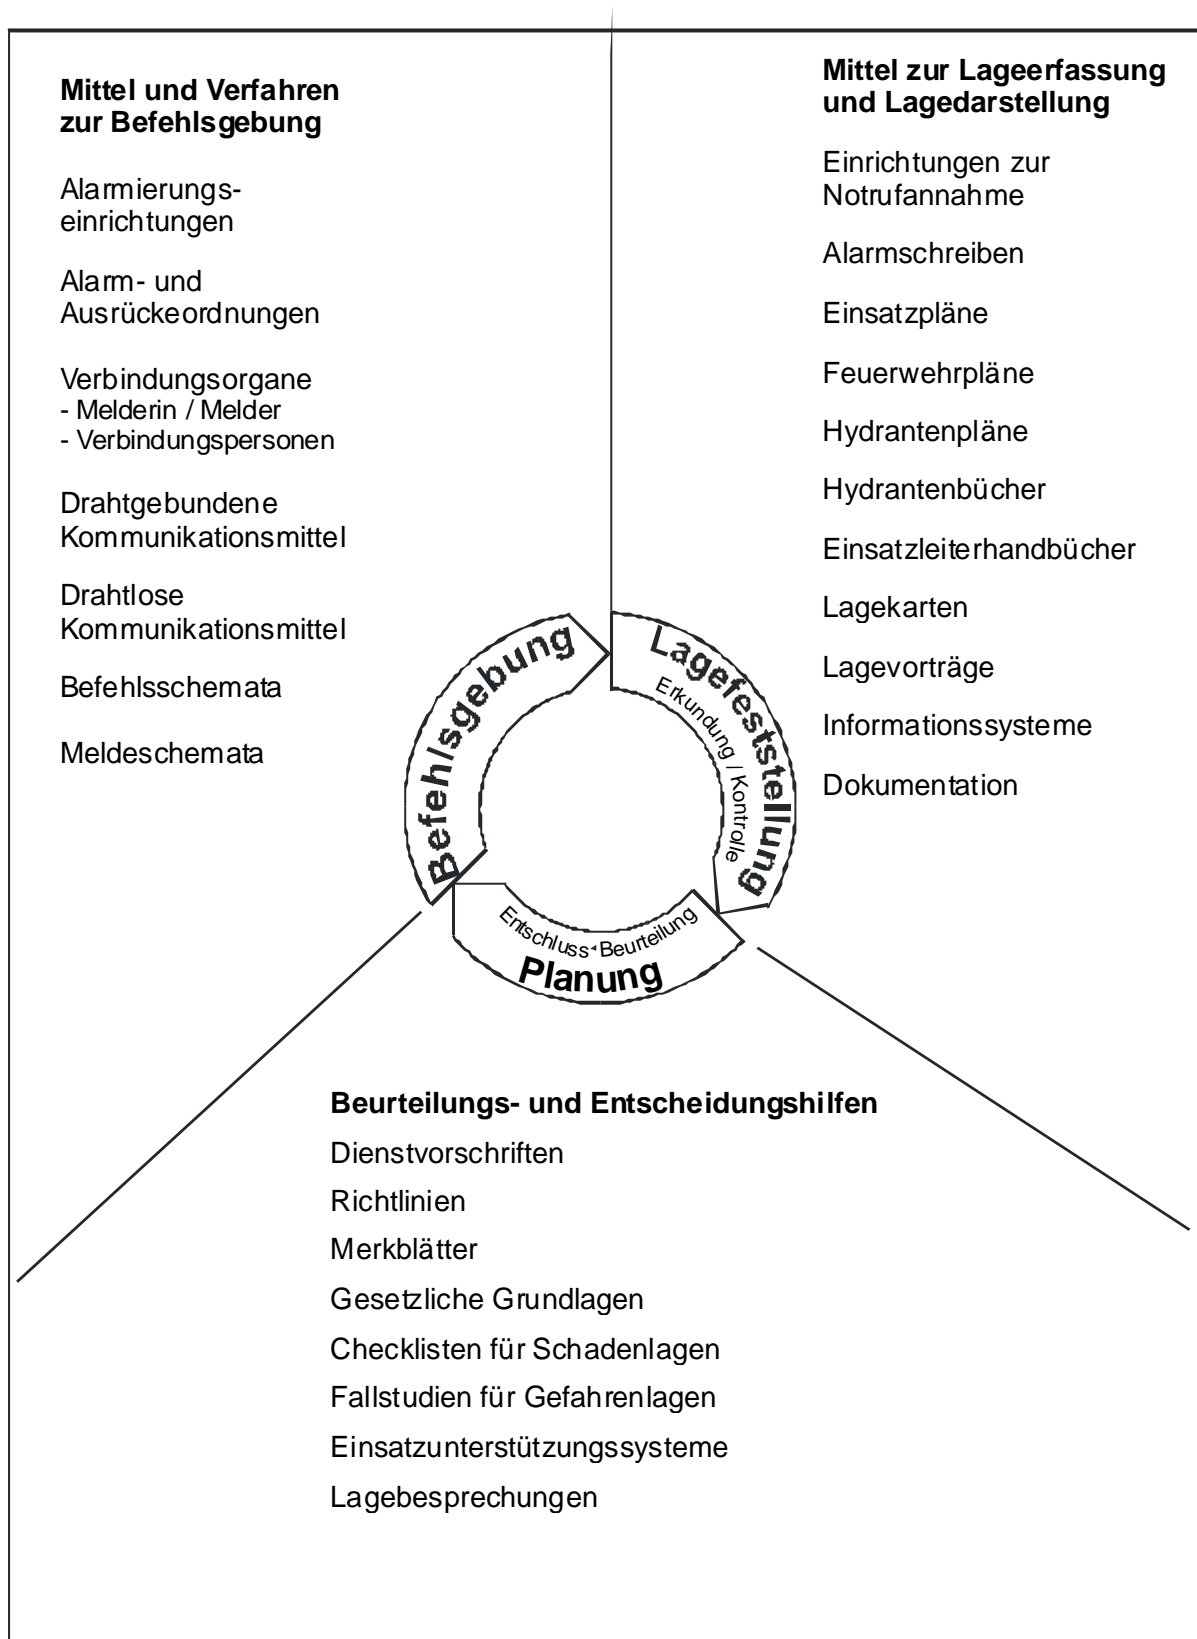 Mittel und Verfahren
zur Befehlsgebung
Alarmierungs-
einrichtungen
Alarm- und
Ausrückeordnungen
Verbindungsorgane
- Melderin / Melder
- Verbindungspersonen
Drahtgebundene
Kommunikationsmittel
Drahtlose
Kommunikationsmittel
Befehlsschemata
Meldeschemata
Mittel zur Lageerfassung
und Lagedarstellung
Einrichtungen zur
Notrufannahme
Alarmschreiben
Einsatzpläne
Feuerwehrpläne
Hydrantenpläne
Hydrantenbücher
Einsatzleiterhandbücher
Lagekarten
Lagevorträge
Informationssysteme
Dokumentation
Befehlsgebung
Lagefeststellung
Erkundung / Kontrolle
Entschluss Beurteilung
Planung
Beurteilungs- und Entscheidungshilfen
Dienstvorschriften
Richtlinien
Merkblätter
Gesetzliche Grundlagen
Checklisten für Schadenlagen
Fallstudien für Gefahrenlagen
Einsatzunterstützungssysteme
Lagebesprechungen